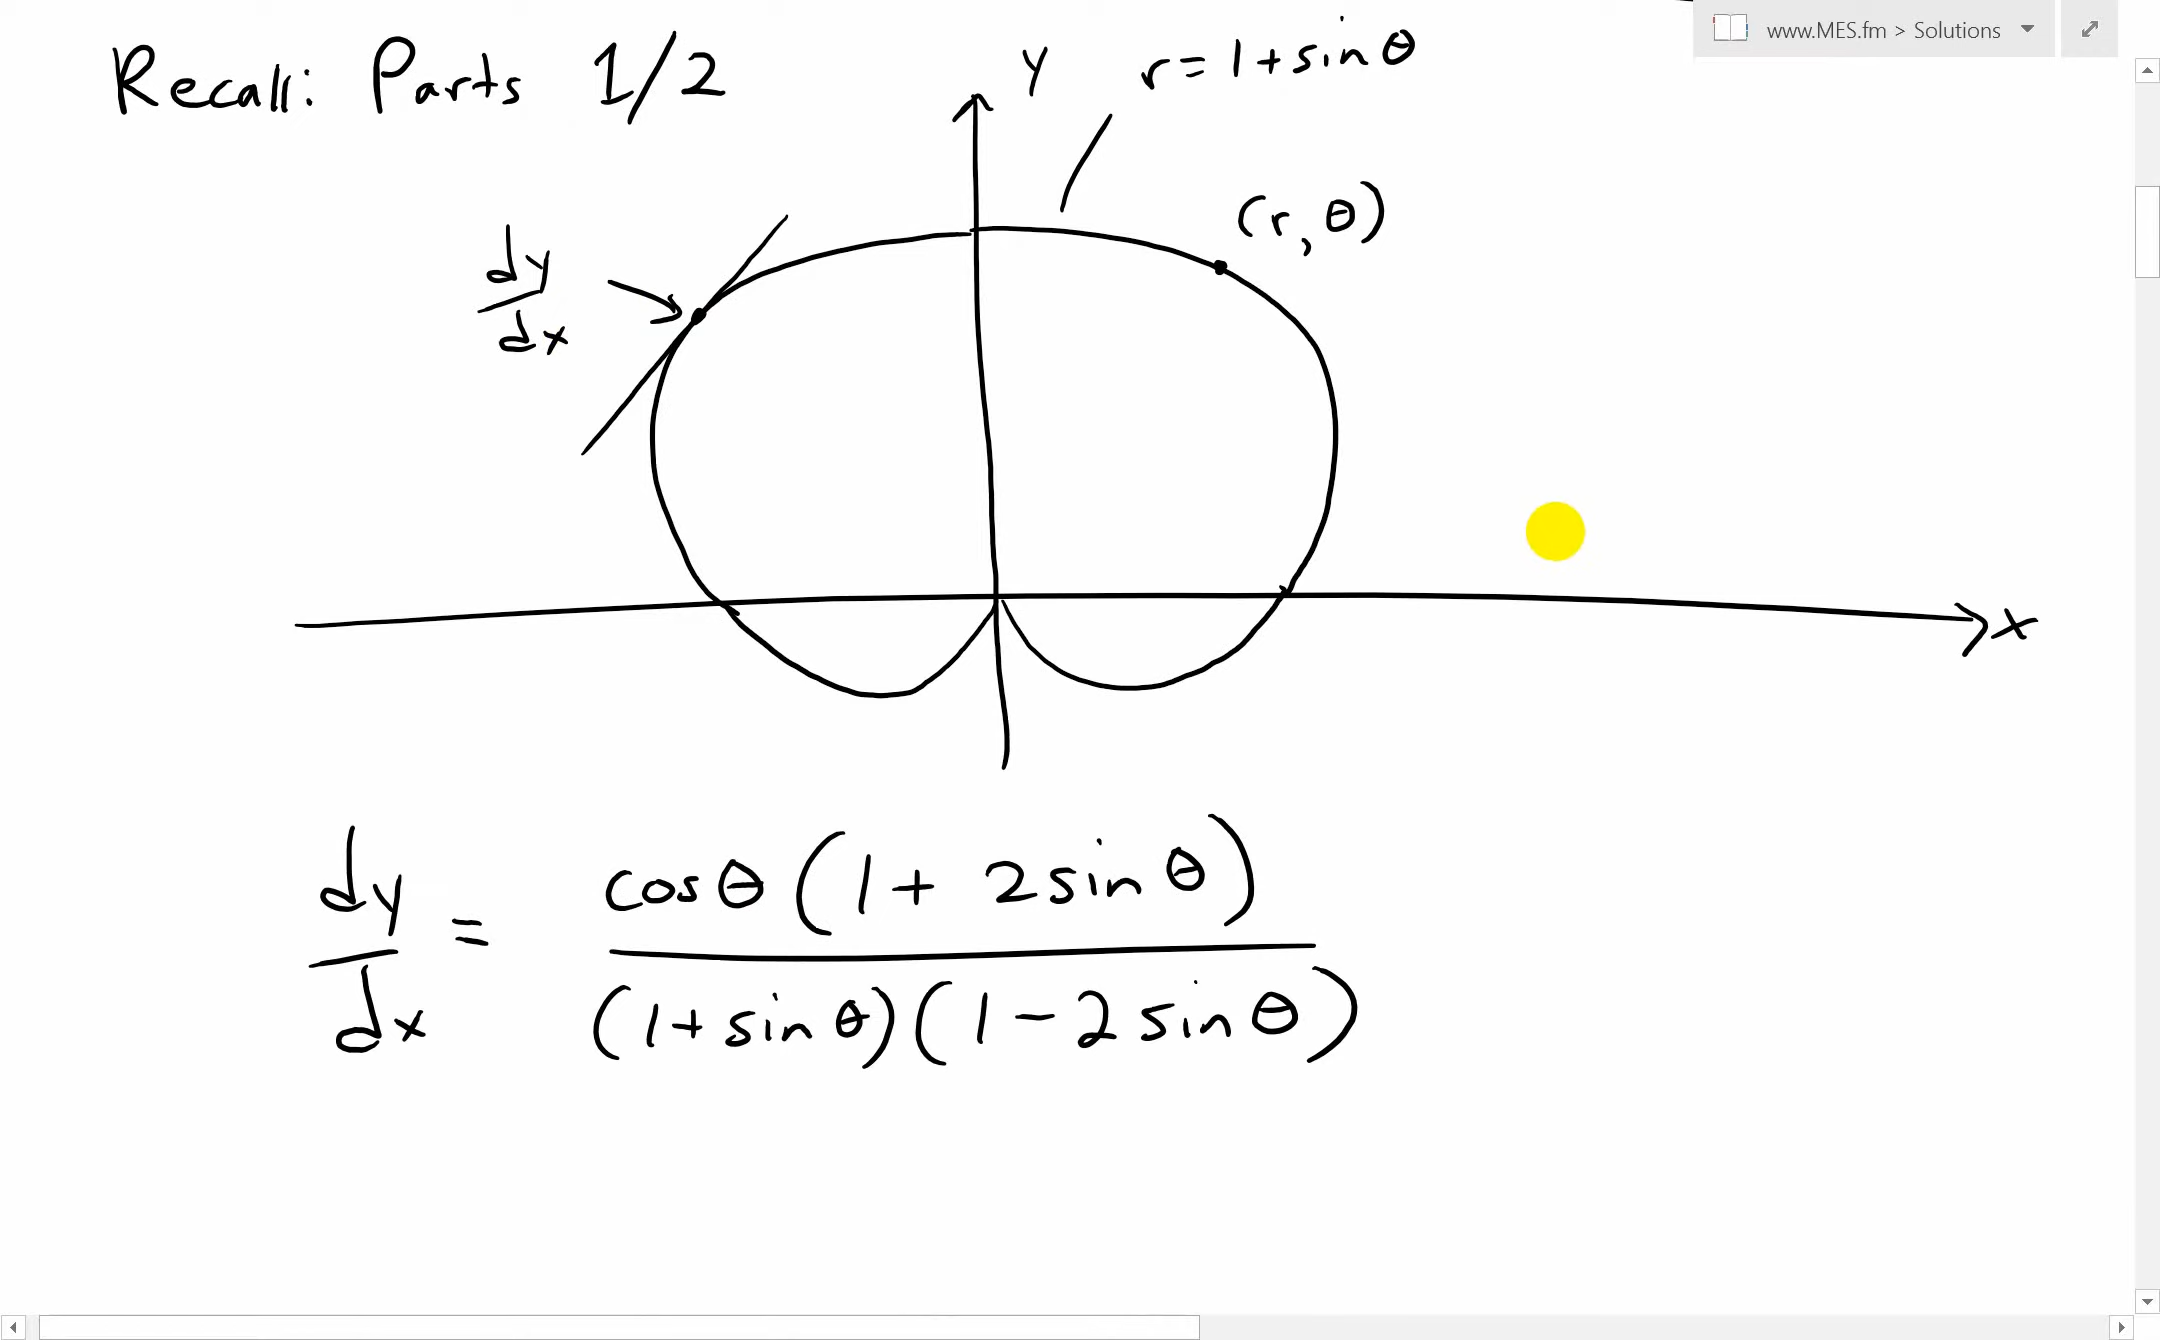 www.MES.fm > Solutions
Recall: Parts 1/2
y
r = 1 + sin θ
(r, θ)
dy
dx
x
dy/dx = cos θ (1 + 2 sin θ) / (1 + sin θ)(1 − 2 sin θ)